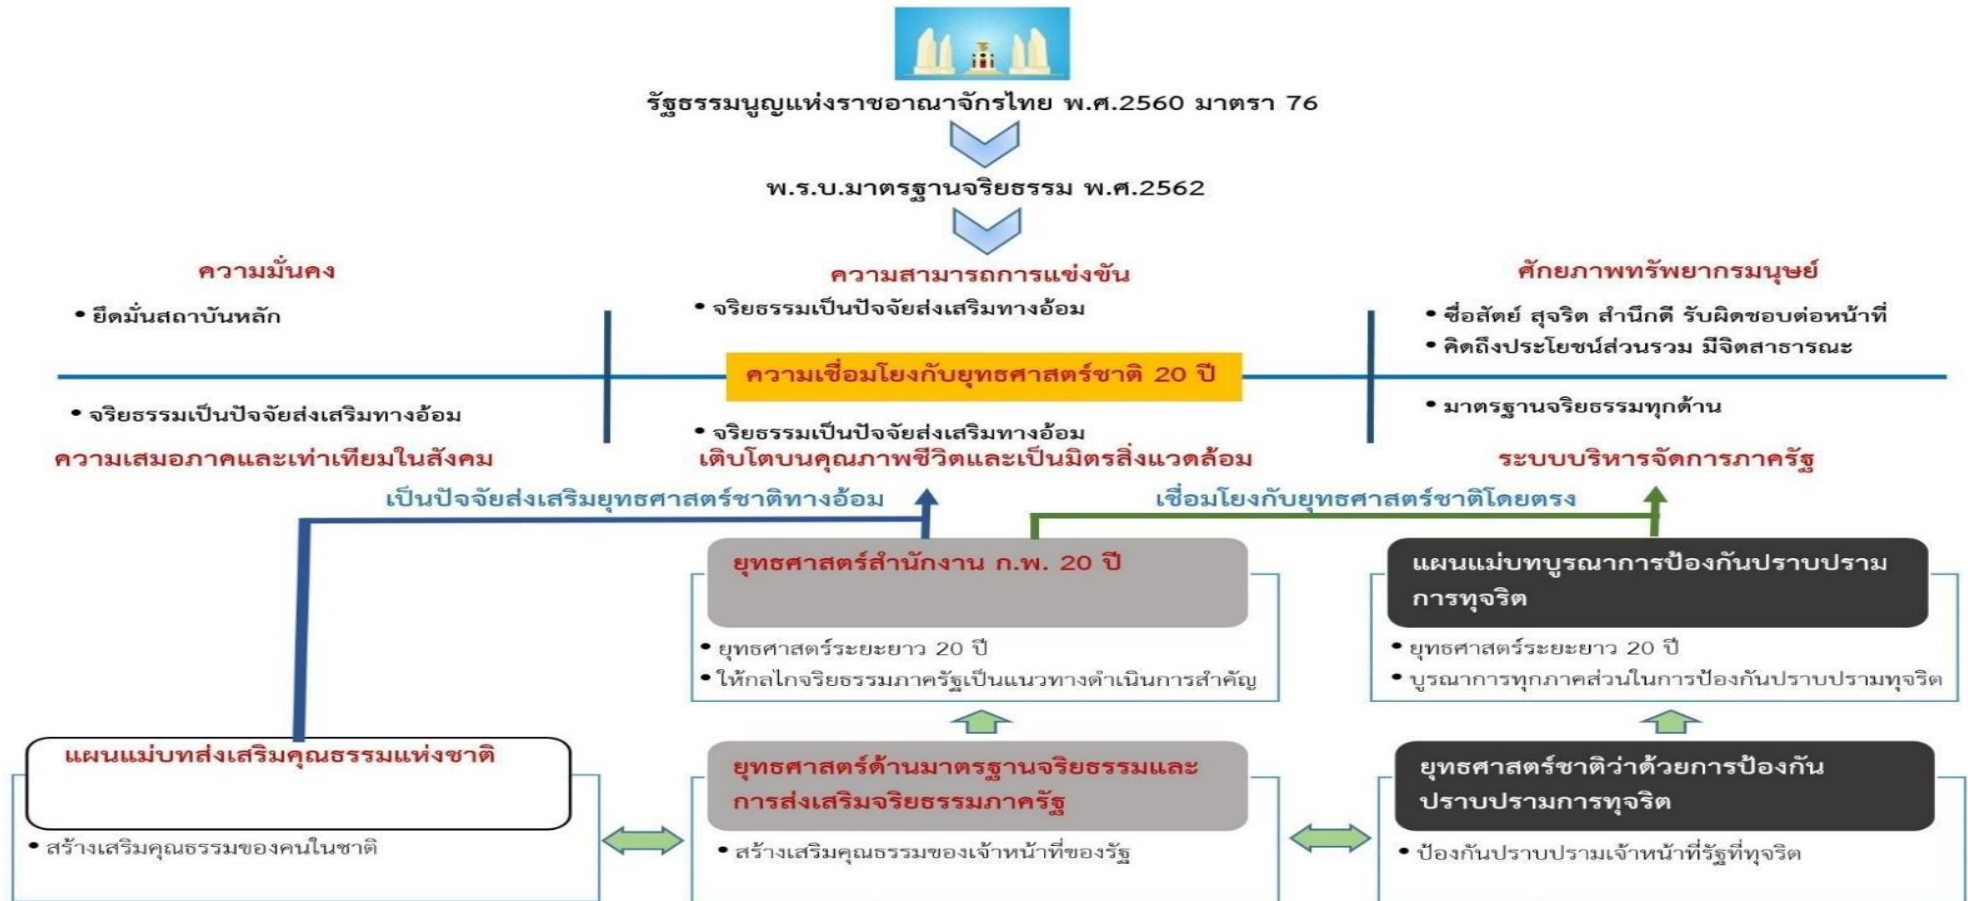 รัฐธรรมนูญแห่งราชอาณาจักรไทย พ.ศ.2560 มาตรา 76
พ.ร.บ.มาตรฐานจริยธรรม พ.ศ.2562
ความมั่นคง
• ยึดมั่นสถาบันหลัก
ความสามารถการแข่งขัน
• จริยธรรมเป็นปัจจัยส่งเสริมทางอ้อม
ศักยภาพทรัพยากรมนุษย์
• ซื่อสัตย์ สุจริต สำนึกดี รับผิดชอบต่อหน้าที่
• คิดถึงประโยชน์ส่วนรวม มีจิตสาธารณะ
ความเชื่อมโยงกับยุทธศาสตร์ชาติ 20 ปี
• จริยธรรมเป็นปัจจัยส่งเสริมทางอ้อม
ความเสมอภาคและเท่าเทียมในสังคม
• จริยธรรมเป็นปัจจัยส่งเสริมทางอ้อม
เติบโตบนคุณภาพชีวิตและเป็นมิตรสิ่งแวดล้อม
• มาตรฐานจริยธรรมทุกด้าน
ระบบบริหารจัดการภาครัฐ
เป็นปัจจัยส่งเสริมยุทธศาสตร์ชาติทางอ้อม
เชื่อมโยงกับยุทธศาสตร์ชาติโดยตรง
ยุทธศาสตร์สำนักงาน ก.พ. 20 ปี
• ยุทธศาสตร์ระยะยาว 20 ปี
• ให้กลไกจริยธรรมภาครัฐเป็นแนวทางดำเนินการสำคัญ
แผนแม่บทบูรณาการป้องกันปราบปราม
การทุจริต
• ยุทธศาสตร์ระยะยาว 20 ปี
• บูรณาการทุกภาคส่วนในการป้องกันปราบปรามทุจริต
แผนแม่บทส่งเสริมคุณธรรมแห่งชาติ
• สร้างเสริมคุณธรรมของคนในชาติ
ยุทธศาสตร์ด้านมาตรฐานจริยธรรมและ
การส่งเสริมจริยธรรมภาครัฐ
• สร้างเสริมคุณธรรมของเจ้าหน้าที่ของรัฐ
ยุทธศาสตร์ชาติว่าด้วยการป้องกัน
ปราบปรามการทุจริต
• ป้องกันปราบปรามเจ้าหน้าที่รัฐที่ทุจริต